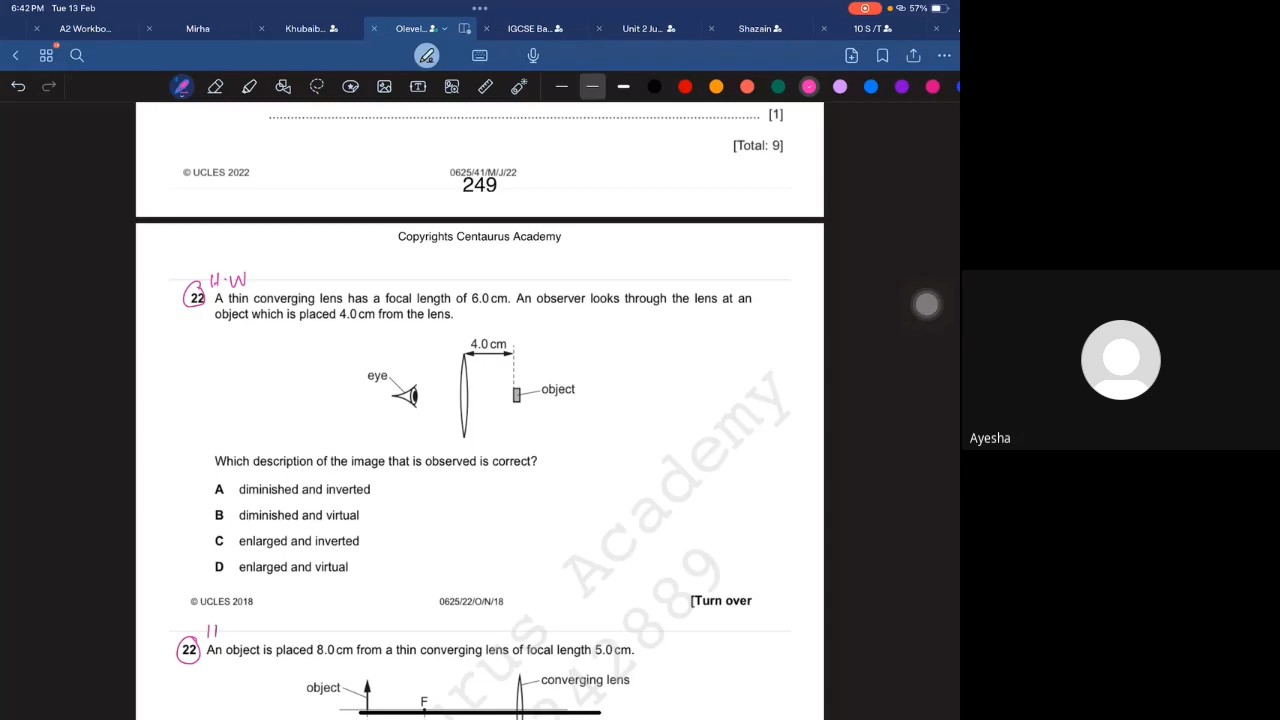 6:42 PM Tue 13 Feb
57%
A2 Workbo...
Mirha
Khubaib...
Olevel...
IGCSE Ba...
Unit 2 Ju...
Shazain
10 S /T
[1]
[Total: 9]
© UCLES 2022
0625/41/M/J/22
249
Copyrights Centaurus Academy
H.W
22 A thin converging lens has a focal length of 6.0 cm. An observer looks through the lens at an
object which is placed 4.0 cm from the lens.
4.0 cm
eye
object
Which description of the image that is observed is correct?
A diminished and inverted
B diminished and virtual
C enlarged and inverted
D enlarged and virtual
© UCLES 2018
0625/22/O/N/18
[Turn over
22 An object is placed 8.0 cm from a thin converging lens of focal length 5.0 cm.
object
converging lens
F
Academy
Ayesha